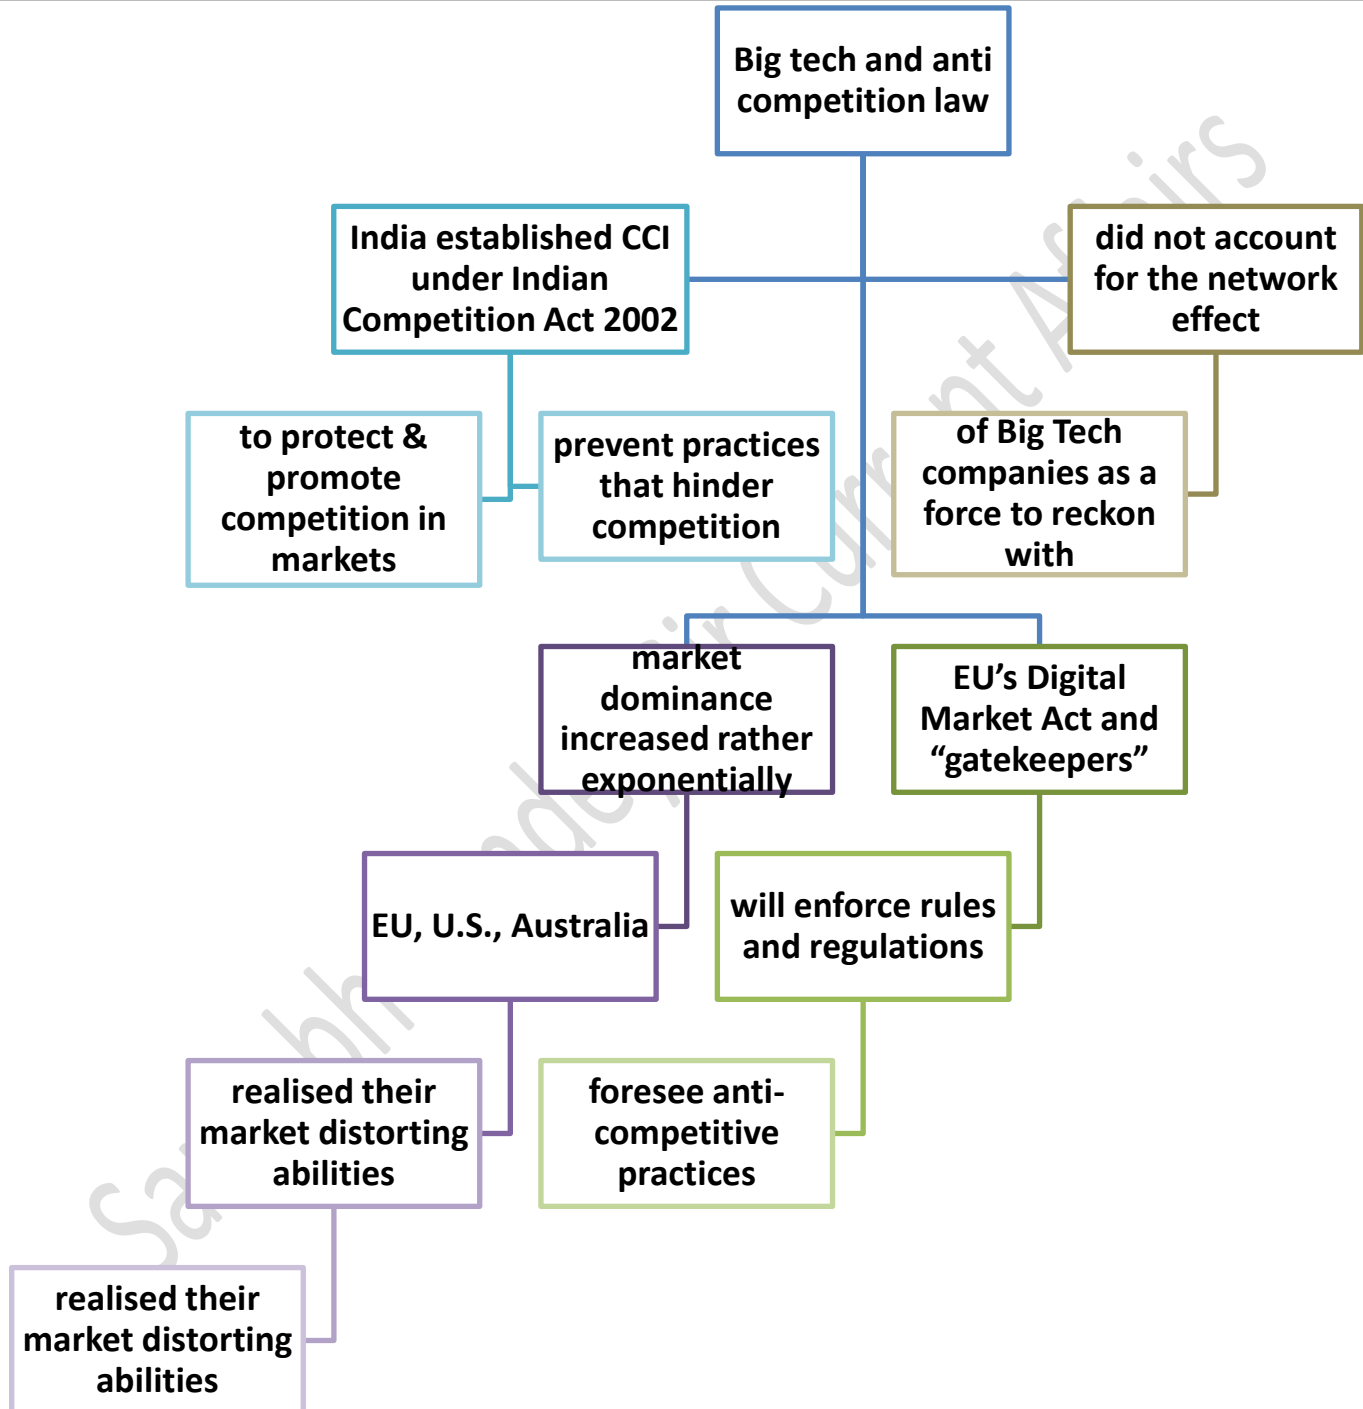 Big tech and anti
competition law
India established CCI
under Indian
Competition Act 2002
did not account
for the network
effect
to protect &
promote
competition in
markets
prevent practices
that hinder
competition
of Big Tech
companies as a
force to reckon
with
market
dominance
increased rather
exponentially
EU’s Digital
Market Act and
“gatekeepers”
EU, U.S., Australia
will enforce rules
and regulations
realised their
market distorting
abilities
foresee anti-
competitive
practices
realised their
market distorting
abilities
Current Affairs